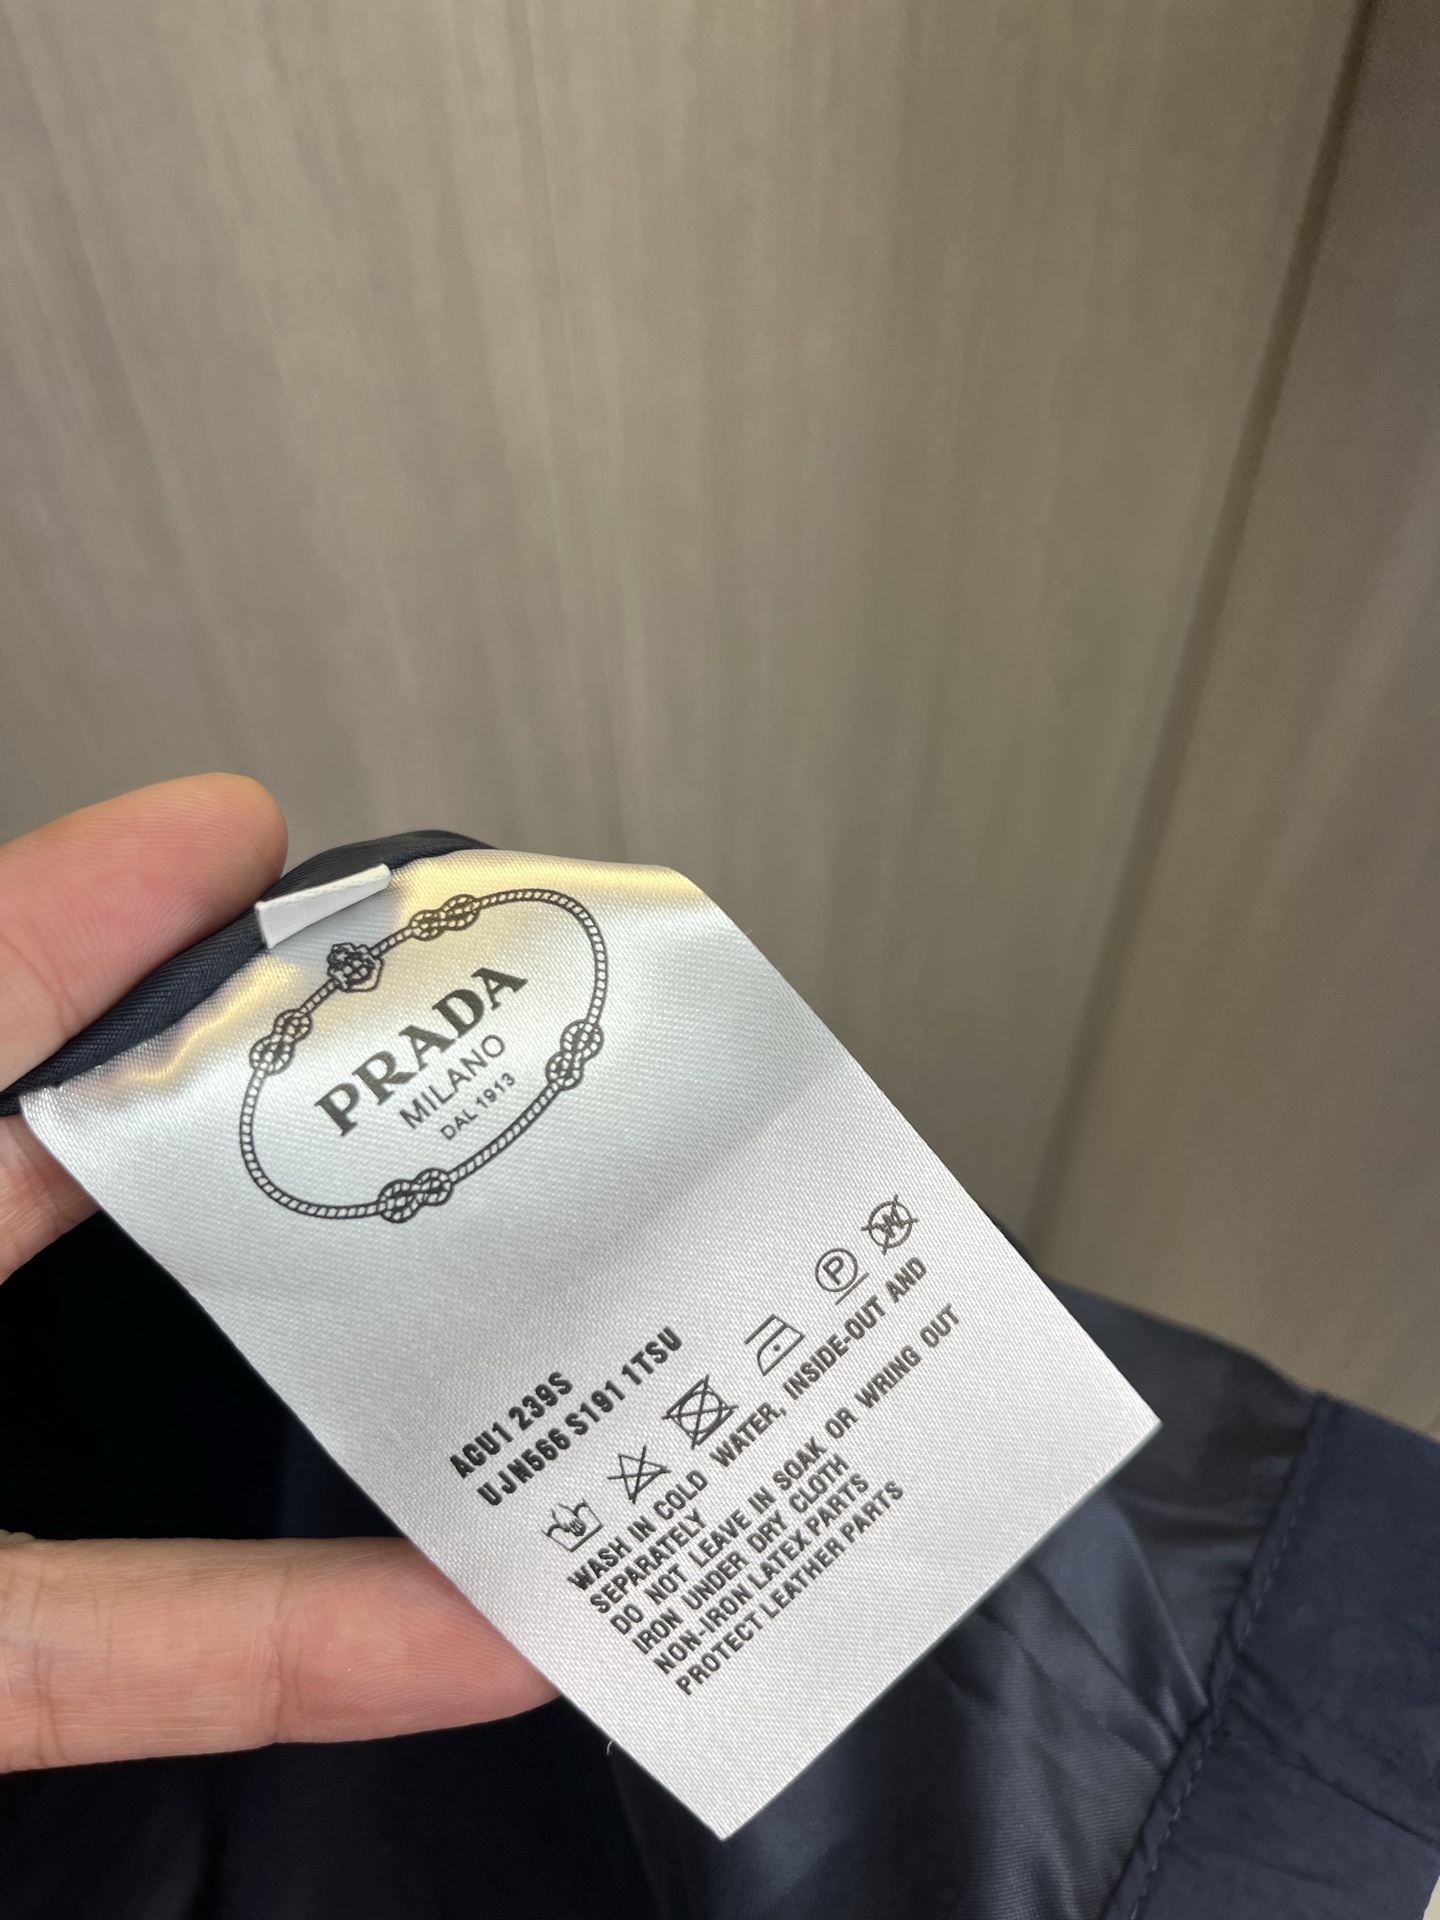 PRADA
MILANO
DAL 1913
ACU1 239S
UJN566 S191 1TSU
P
W
WASH IN COLD WATER, INSIDE-OUT AND
SEPARATELY
DO NOT LEAVE IN SOAK OR WRING OUT
IRON UNDER DRY CLOTH
NON-IRON LATEX PARTS
PROTECT LEATHER PARTS